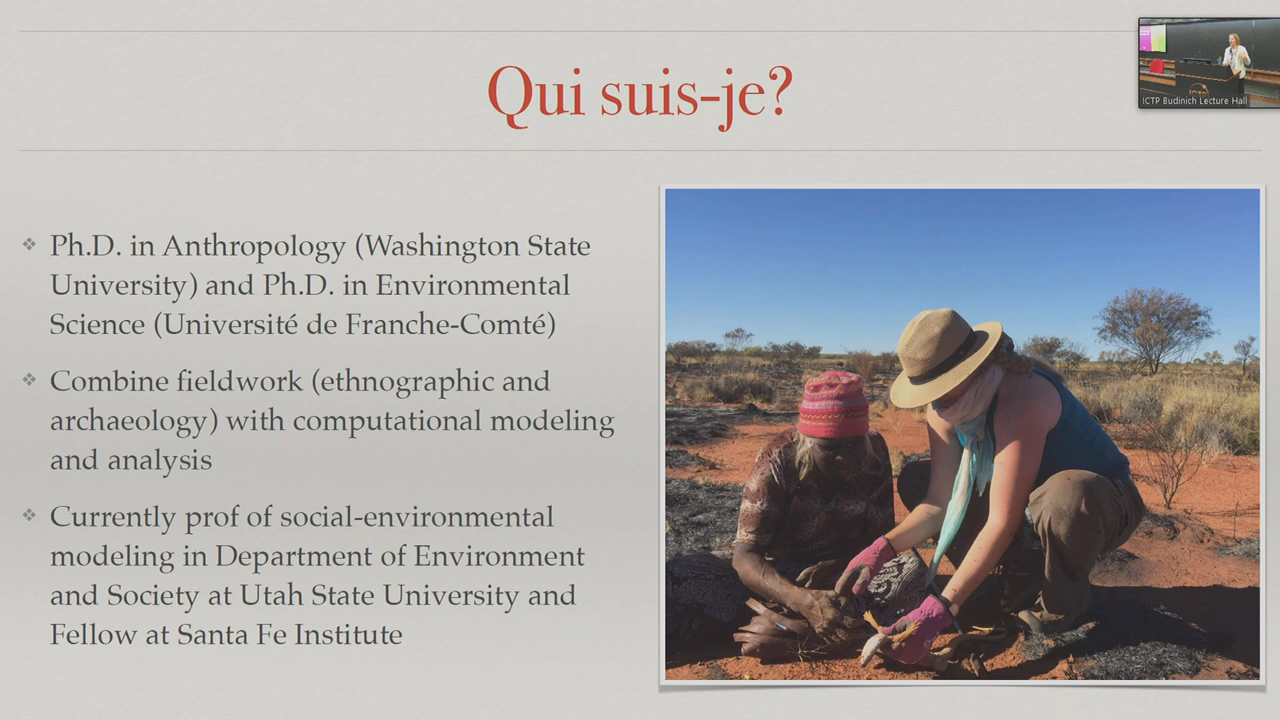 Qui suis-je?
ICTP Budinich Lecture Hall
Ph.D. in Anthropology (Washington State
University) and Ph.D. in Environmental
Science (Université de Franche-Comté)
Combine fieldwork (ethnographic and
archaeology) with computational modeling
and analysis
Currently prof of social-environmental
modeling in Department of Environment
and Society at Utah State University and
Fellow at Santa Fe Institute